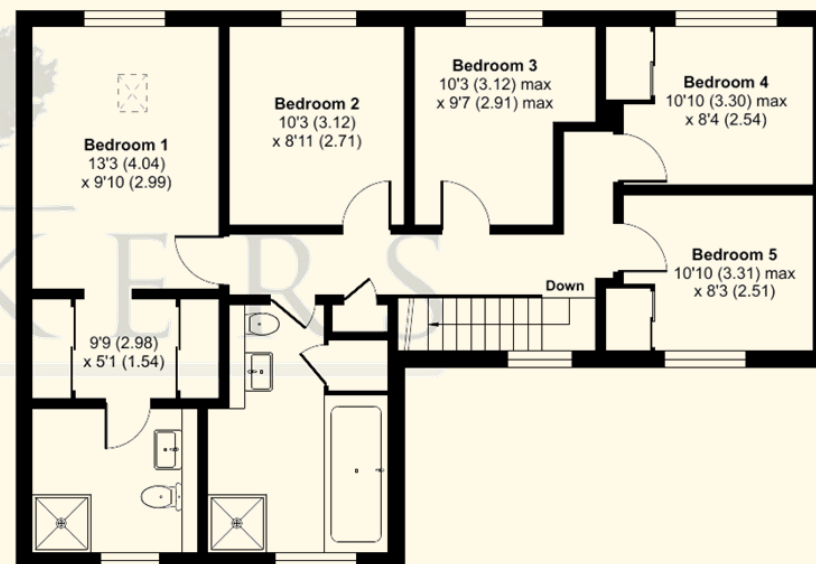 Bedroom 1
13'3 (4.04)
x 9'10 (2.99)
Bedroom 2
10'3 (3.12)
x 8'11 (2.71)
Bedroom 3
10'3 (3.12) max
x 9'7 (2.91) max
Bedroom 4
10'10 (3.30) max
x 8'4 (2.54)
Bedroom 5
10'10 (3.31) max
x 8'3 (2.51)
Down
9'9 (2.98)
x 5'1 (1.54)
KERS